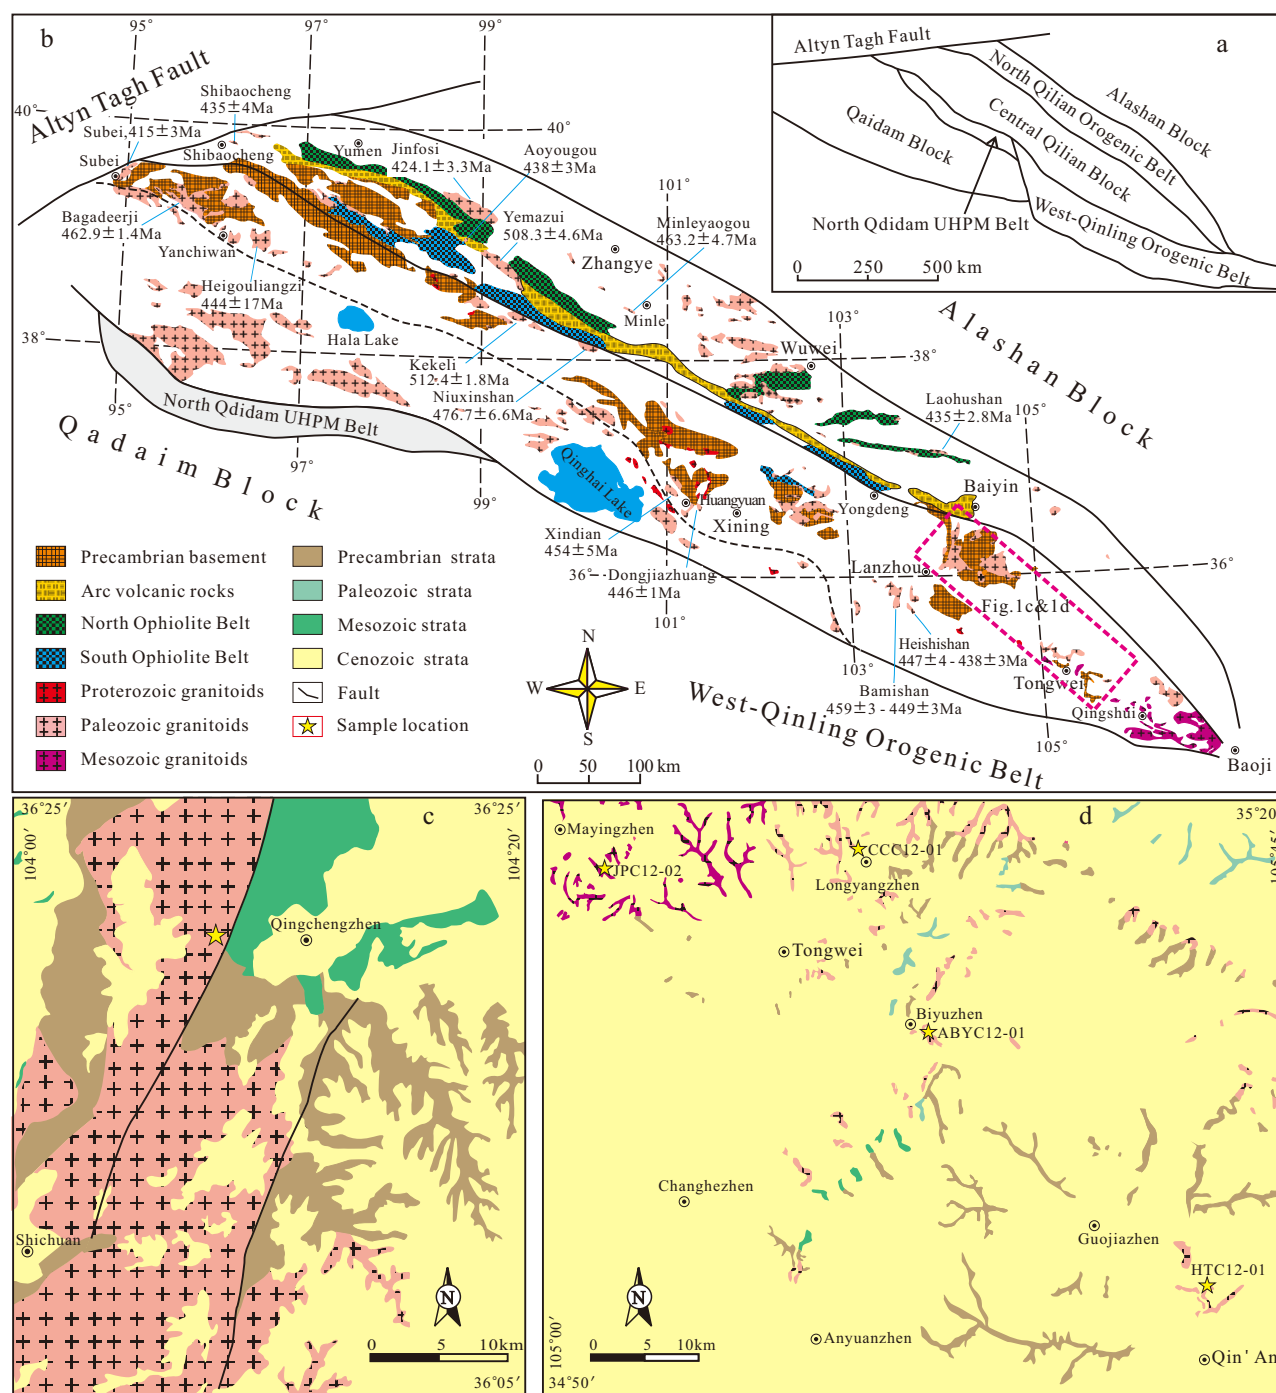 b
95°
97°
99°
Altyn Tagh Fault
40°
Shibaocheng
435±4Ma
Subei,415±3Ma
40°
Subei
Shibaocheng
Yumen
Jinfosi
424.1±3.3Ma
Aoyougou
438±3Ma
101°
Bagadeerji
462.9±1.4Ma
Yanchiwan
Yemazui
508.3±4.6Ma
Minleyaogou
463.2±4.7Ma
Zhangye
Heigouliangzi
444±17Ma
Hala Lake
Minle
103°
38°
Wuwei
38°
Kekeli
512.4±1.8Ma
Niuxinshan
476.7±6.6Ma
95°
North Qdidam UHPM Belt
Laohushan
435±2.8Ma
105°
Alashan Block
Qadaim Block
97°
99°
Qinghai Lake
Huangyuan
Xining
Yongdeng
Baiyin
Xindian
454±5Ma
36°
Dongjiazhuang
446±1Ma
Lanzhou
36°
Fig.1c&1d
101°
Heishishan
447±4-438±3Ma
103°
Tongwei
Bamishan
459±3-449±3Ma
Qingshui
105°
Baoji
West-Qinling Orogenic Belt
a
Altyn Tagh Fault
North Qilian Orogenic Belt
Alashan Block
Central Qilian Block
Qaidam Block
North Qdidam UHPM Belt
West-Qinling Orogenic Belt
0 250 500 km
Precambrian basement
Arc volcanic rocks
North Ophiolite Belt
South Ophiolite Belt
Proterozoic granitoids
Paleozoic granitoids
Mesozoic granitoids
Precambrian strata
Paleozoic strata
Mesozoic strata
Cenozoic strata
Fault
Sample location
N
W E
S
0 50 100 km
36°25′
c
36°25′
104°00′
104°20′
Qingchengzhen
Shichuan
N
0 5 10km
36°05′
d
35°20′
105°45′
Mayingzhen
JPC12-02
CCC12-01
Longyangzhen
Tongwei
Biyuzhen
ABYC12-01
Changhezhen
Guojiazhen
HTC12-01
N
Anyuanzhen
Qin' An
105°00′
0 5 10km
34°50′